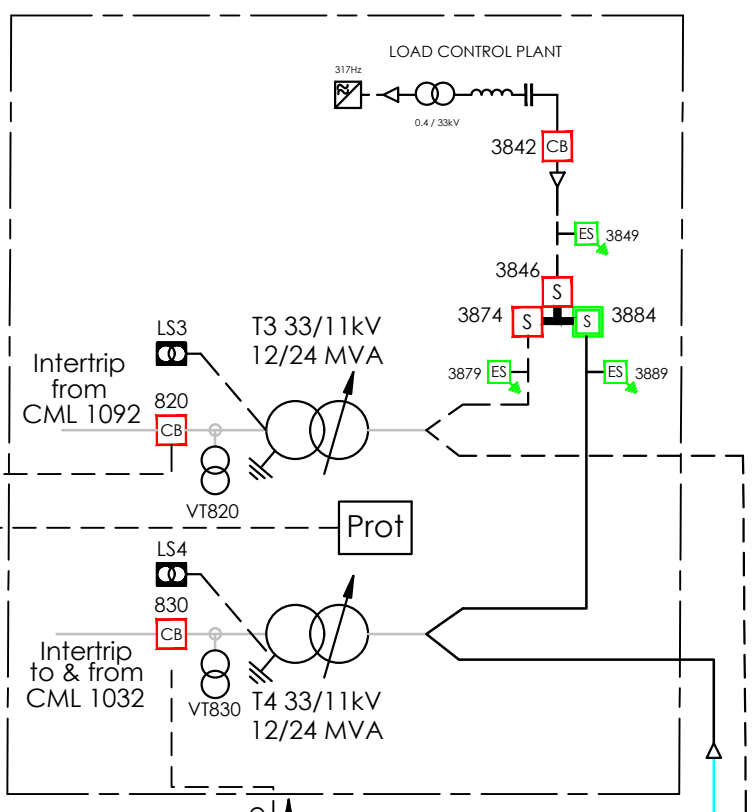 LOAD CONTROL PLANT
317Hz
0.4 / 33kV
3842
CB
ES
3849
3846
S
3874
S
S
3884
LS3
T3 33/11kV
12/24 MVA
Intertrip
from
CML 1092
3879
ES
ES
3889
820
CB
VT820
Prot
LS4
830
CB
Intertrip
to & from
CML 1032
VT830
T4 33/11kV
12/24 MVA